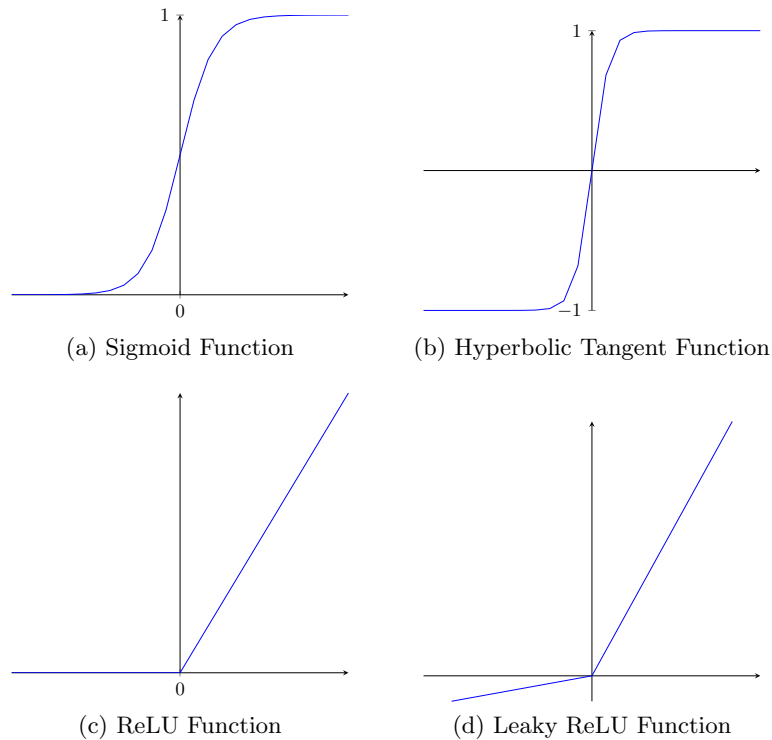 1
0
(a) Sigmoid Function
1
−1
(b) Hyperbolic Tangent Function
0
(c) ReLU Function
(d) Leaky ReLU Function